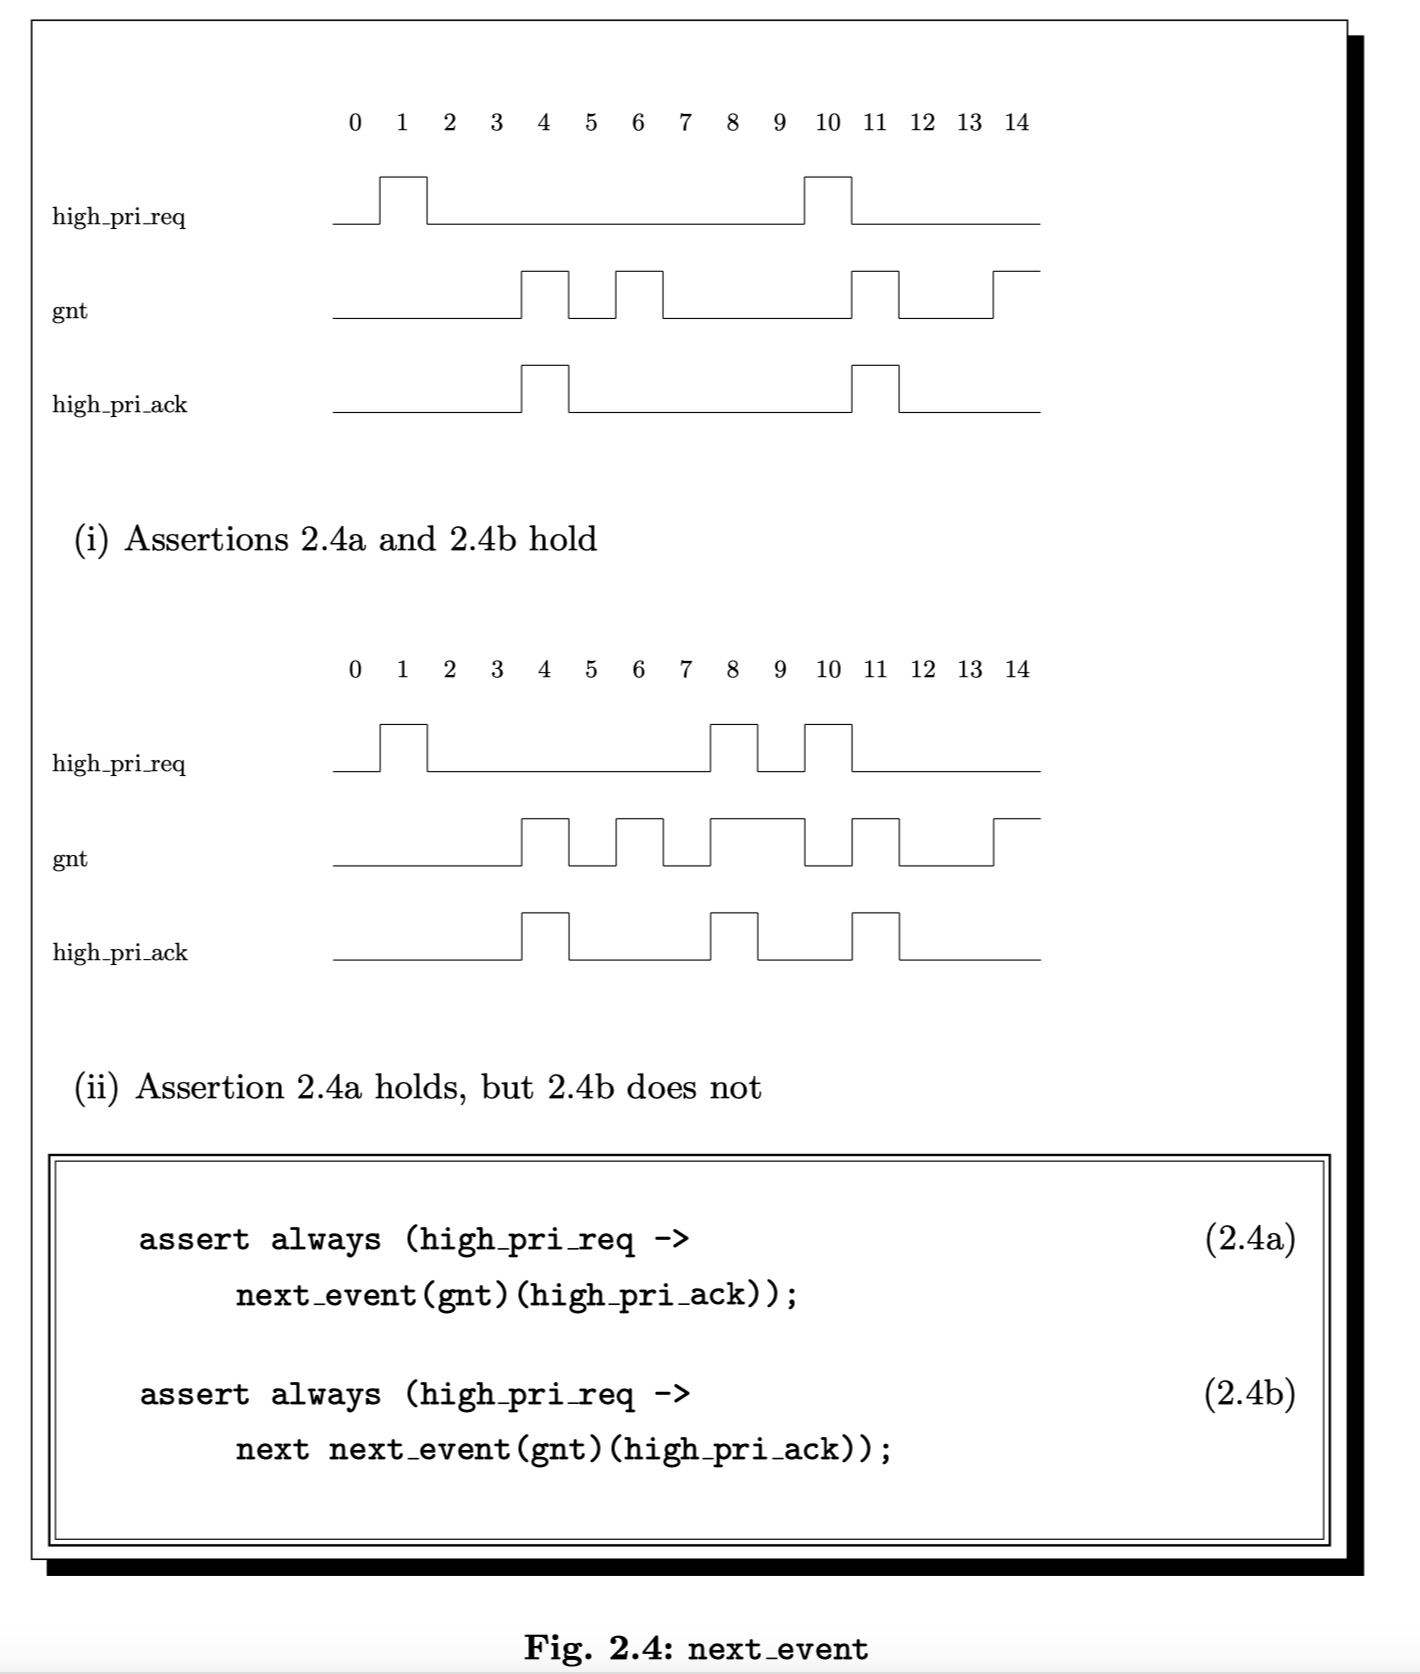 0 1 2 3 4 5 6 7 8 9 10 11 12 13 14
high_pri_req
gnt
high_pri_ack
(i) Assertions 2.4a and 2.4b hold
0 1 2 3 4 5 6 7 8 9 10 11 12 13 14
high_pri_req
gnt
high_pri_ack
(ii) Assertion 2.4a holds, but 2.4b does not
assert always (high_pri_req -> (2.4a)
next_event(gnt)(high_pri_ack));
assert always (high_pri_req -> (2.4b)
next next_event(gnt)(high_pri_ack));
Fig. 2.4: next_event